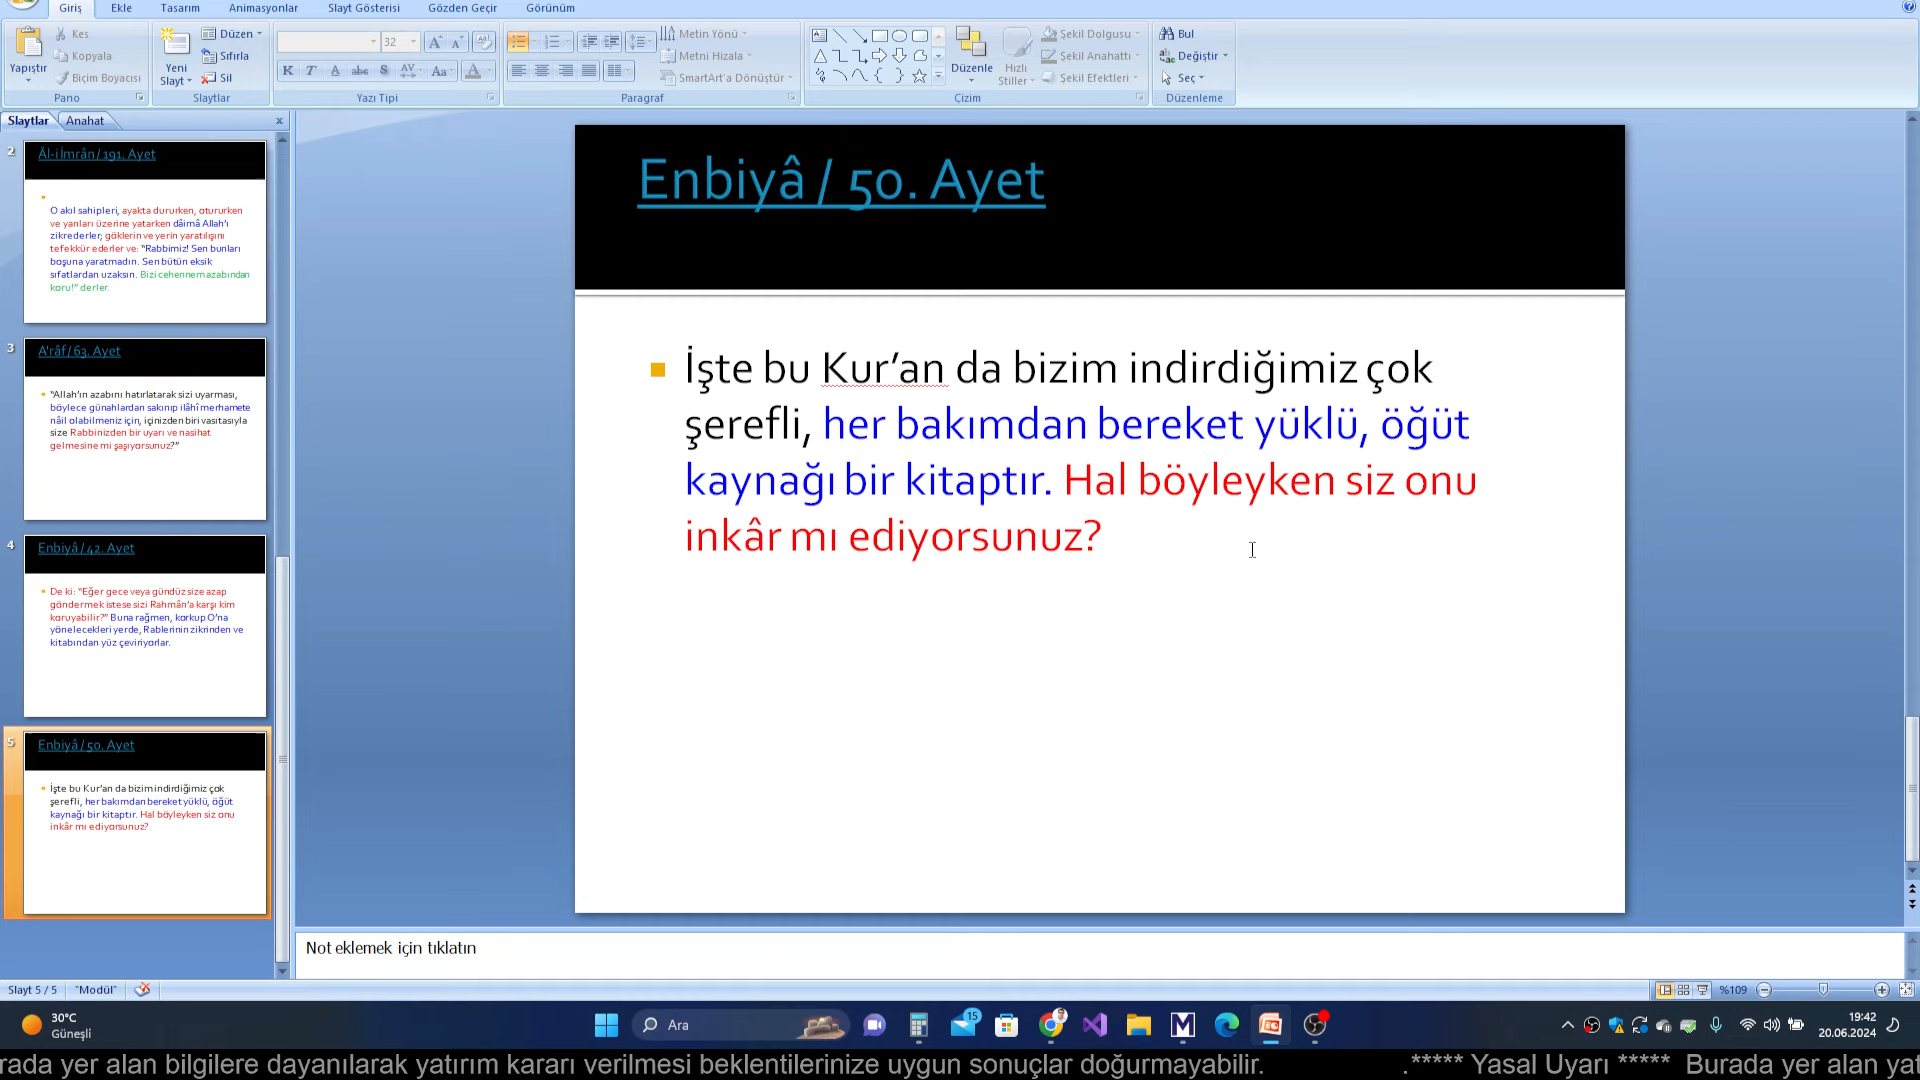 Giriş Ekle Tasarım Animasyonlar Slayt Gösterisi Gözden Geçir Görünüm
Yapıştır
Kes
Kopyala
Biçim Boyacısı
Pano
Yeni
Slayt
Düzen
Sıfırla
Sil
Slaytlar
32
K T A abe S AV Aa A
Yazı Tipi
Metin Yönü
Metni Hizala
SmartArt'a Dönüştür
Paragraf
Düzenle
Hızlı
Stiller
Şekil Dolgusu
Şekil Anahattı
Şekil Efektleri
Çizim
Bul
Değiştir
Seç
Düzenleme
Slaytlar Anahat x
2
Âl-i İmrân / 191. Ayet
O akıl sahipleri, ayakta dururken, otururken
ve yanları üzerine yatarken dâimâ Allah'ı
zikrederler; göklerin ve yerin yaratılışını
tefekkür ederler ve: "Rabbimiz! Sen bunları
boşuna yaratmadın. Sen bütün eksik
sıfatlardan uzaksın. Bizi cehennem azabından
koru!" derler.
3
A'râf / 63. Ayet
"Allah'ın azabını hatırlatarak sizi uyarması,
böylece günahlardan sakınıp ilâhî merhamete
nâil olabilmeniz için, içinizden biri vasıtasıyla
size Rabbinizden bir uyarı ve nasihat
gelmesine mi şaşıyorsunuz?"
4
Enbiyâ / 42. Ayet
De ki: "Eğer gece veya gündüz size azap
göndermek istese sizi Rahmân'a karşı kim
koruyabilir?" Buna rağmen, korkup O'na
yönelecekleri yerde, Rablerinin zikrinden ve
kitabından yüz çeviriyorlar.
5
Enbiyâ / 50. Ayet
İşte bu Kur'an da bizim indirdiğimiz çok
şerefli, her bakımdan bereket yüklü, öğüt
kaynağı bir kitaptır. Hal böyleyken siz onu
inkâr mı ediyorsunuz?
Enbiyâ / 50. Ayet
İşte bu Kur'an da bizim indirdiğimiz çok
şerefli, her bakımdan bereket yüklü, öğüt
kaynağı bir kitaptır. Hal böyleyken siz onu
inkâr mı ediyorsunuz?
Not eklemek için tıklatın
Slayt 5 / 5 "Modül" %109
30°C
Güneşli
Ara
15
19:42
20.06.2024
rada yer alan bilgilere dayanılarak yatırım kararı verilmesi beklentilerinize uygun sonuçlar doğurmayabilir. .***** Yasal Uyarı ***** Burada yer alan yat